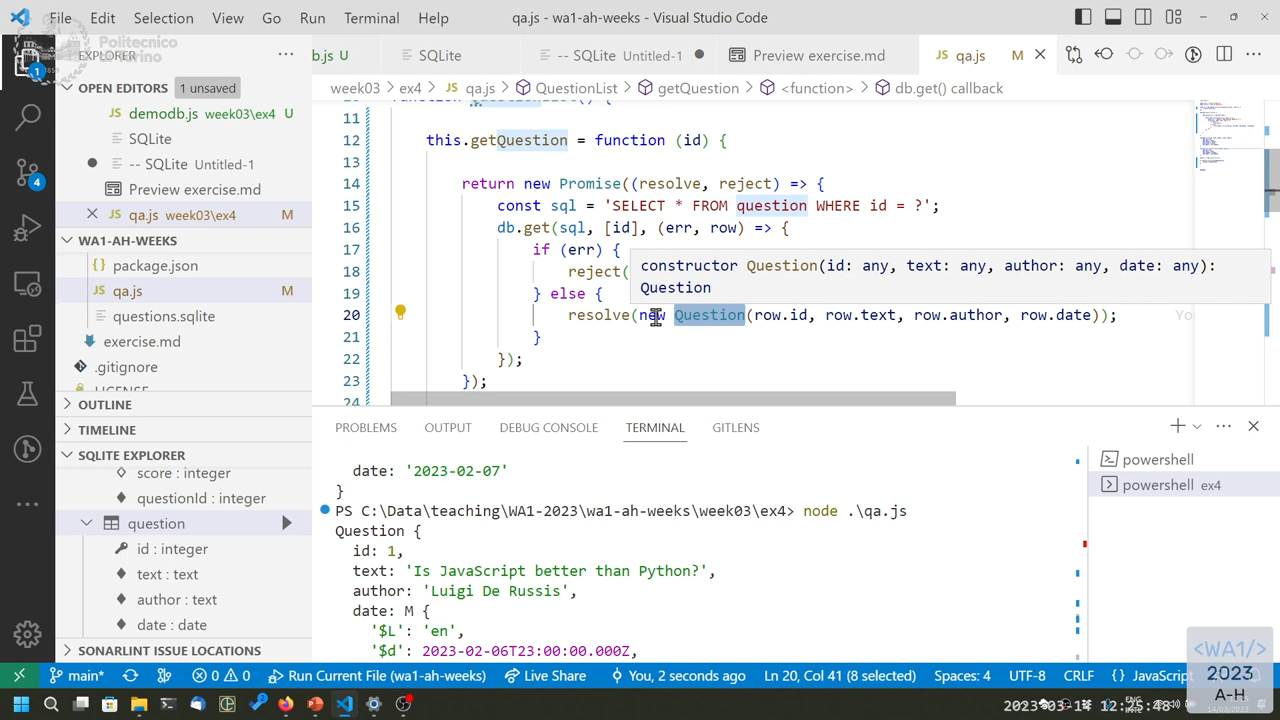 File Edit Selection View Go Run Terminal Help qa.js - wa1-ah-weeks - Visual Studio Code
Politecnico
di Torino
EXPLORER
b.js U SQLite -- SQLite Untitled-1 Preview exercise.md JS qa.js M
OPEN EDITORS 1 unsaved
week03 > ex4 > JS qa.js > QuestionList > getQuestion > <function> > db.get() callback
JS demodb.js week03\ex4 U
SQLite
-- SQLite Untitled-1
Preview exercise.md
JS qa.js week03\ex4 M
WA1-AH-WEEKS
{} package.json
JS qa.js M
questions.sqlite
exercise.md
.gitignore
LICENSE
OUTLINE
TIMELINE
SQLITE EXPLORER
score : integer
questionId : integer
question
id : integer
text : text
author : text
date : date
SONARLINT ISSUE LOCATIONS
1
4
11
12 this.getQuestion = function (id) {
13
14 return new Promise((resolve, reject) => {
15 const sql = 'SELECT * FROM question WHERE id = ?';
16 db.get(sql, [id], (err, row) => {
17 if (err) {
18 reject(
constructor Question(id: any, text: any, author: any, date: any):
Question
19 } else {
20 resolve(new Question(row.id, row.text, row.author, row.date));
21 }
22 });
23 });
24
PROBLEMS OUTPUT DEBUG CONSOLE TERMINAL GITLENS
date: '2023-02-07'
}
PS C:\Data\teaching\WA1-2023\wa1-ah-weeks\week03\ex4> node .\qa.js
Question {
id: 1,
text: 'Is JavaScript better than Python?',
author: 'Luigi De Russis',
date: M {
'$L': 'en',
'$d': 2023-02-06T23:00:00.000Z,
powershell
powershell ex4
<WA1/>
2023
A-H
main* 0 0 Run Current File (wa1-ah-weeks) Live Share You, 2 seconds ago Ln 20, Col 41 (8 selected) Spaces: 4 UTF-8 CRLF {} JavaScript